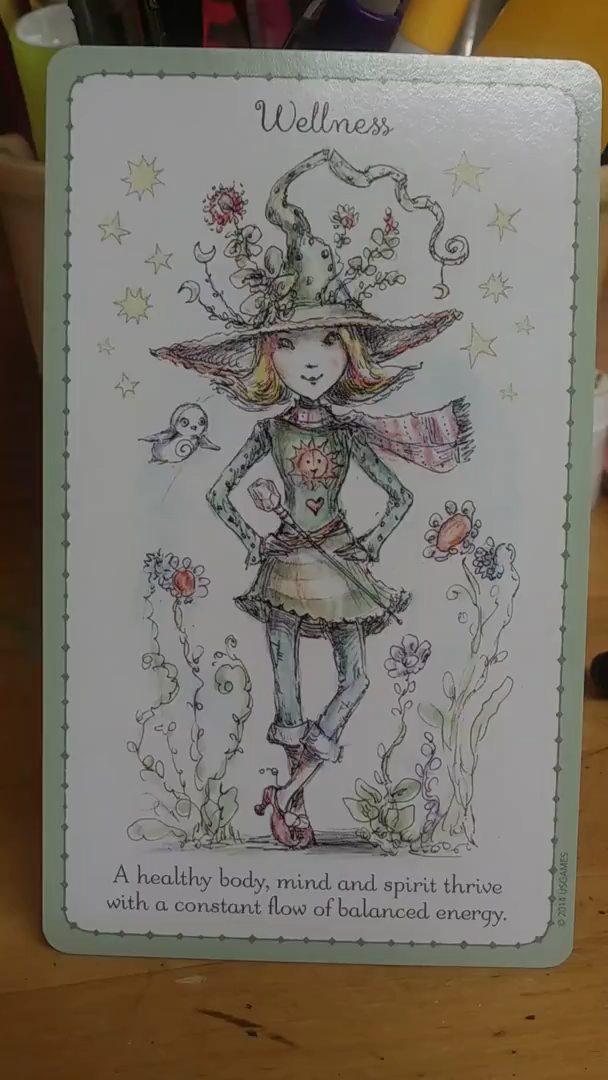 Wellness
A healthy body, mind and spirit thrive
with a constant flow of balanced energy.
© 2014 USGAMES